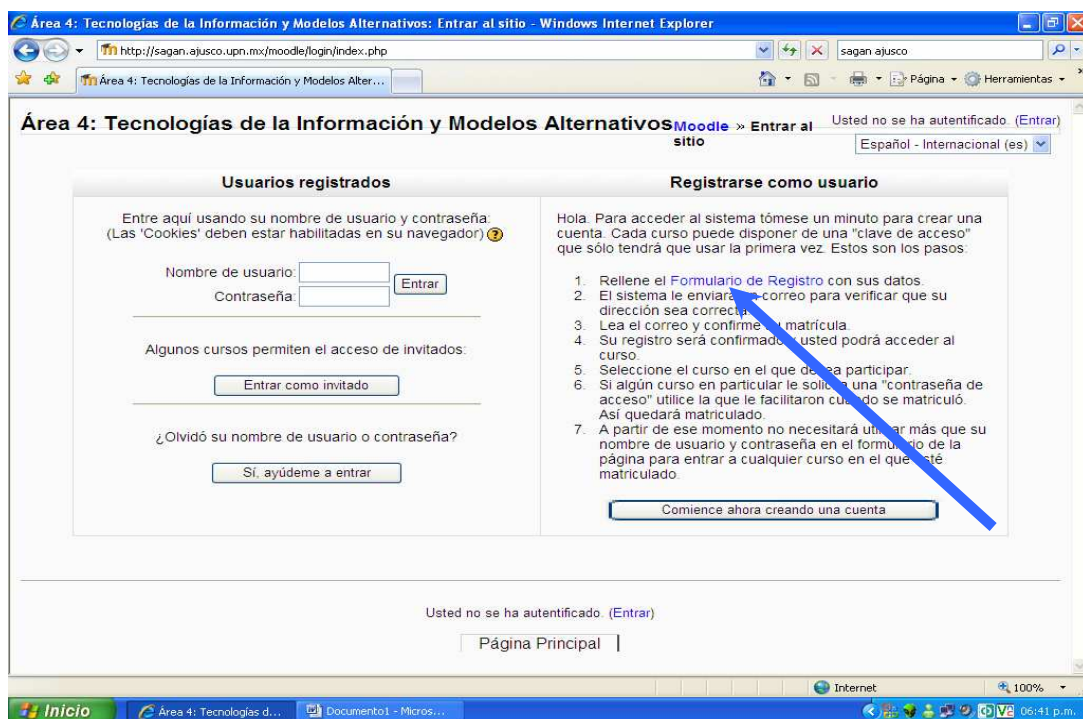 Área 4: Tecnologías de la Información y Modelos Alternativos: Entrar al sitio - Windows Internet Explorer
http://sagan.ajusco.upn.mx/moodle/login/index.php
sagan ajusco
Área 4: Tecnologías de la Información y Modelos Alter...
Página
Herramientas
Área 4: Tecnologías de la Información y Modelos Alternativos
Moodle » Entrar al
sitio
Usted no se ha autentificado. (Entrar)
Español - Internacional (es)
Usuarios registrados
Entre aquí usando su nombre de usuario y contraseña:
(Las 'Cookies' deben estar habilitadas en su navegador) ?
Nombre de usuario:
Contraseña:
Entrar
Algunos cursos permiten el acceso de invitados:
Entrar como invitado
¿Olvidó su nombre de usuario o contraseña?
Sí, ayúdeme a entrar
Registrarse como usuario
Hola. Para acceder al sistema tómese un minuto para crear una
cuenta. Cada curso puede disponer de una "clave de acceso"
que sólo tendrá que usar la primera vez. Estos son los pasos:
1. Rellene el Formulario de Registro con sus datos.
2. El sistema le enviará un correo para verificar que su
dirección sea correcta.
3. Lea el correo y confirme su matrícula.
4. Su registro será confirmado y usted podrá acceder al
curso.
5. Seleccione el curso en el que desea participar.
6. Si algún curso en particular le solicita una "contraseña de
acceso" utilice la que le facilitaron cuando se matriculó.
Así quedará matriculado.
7. A partir de ese momento no necesitará utilizar más que su
nombre de usuario y contraseña en el formulario de la
página para entrar a cualquier curso en el que esté
matriculado.
Comience ahora creando una cuenta
Usted no se ha autentificado. (Entrar)
Página Principal
Internet
100%
Inicio
Área 4: Tecnologías d...
Documento1 - Micros...
06:41 p.m.